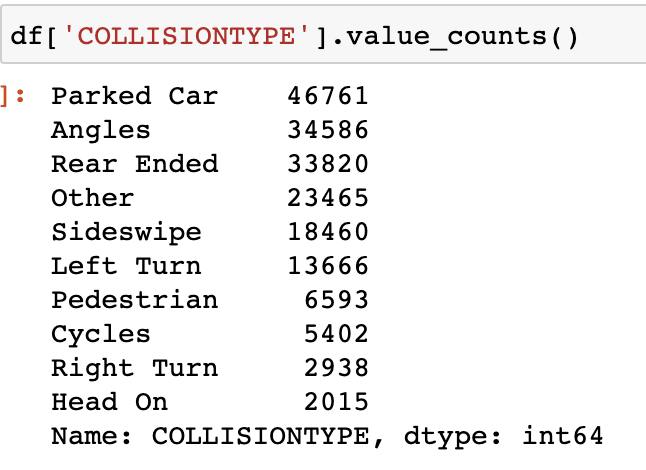 df['COLLISIONTYPE'].value_counts()
]: Parked Car    46761
Angles        34586
Rear Ended    33820
Other         23465
Sideswipe     18460
Left Turn     13666
Pedestrian     6593
Cycles         5402
Right Turn     2938
Head On        2015
Name: COLLISIONTYPE, dtype: int64